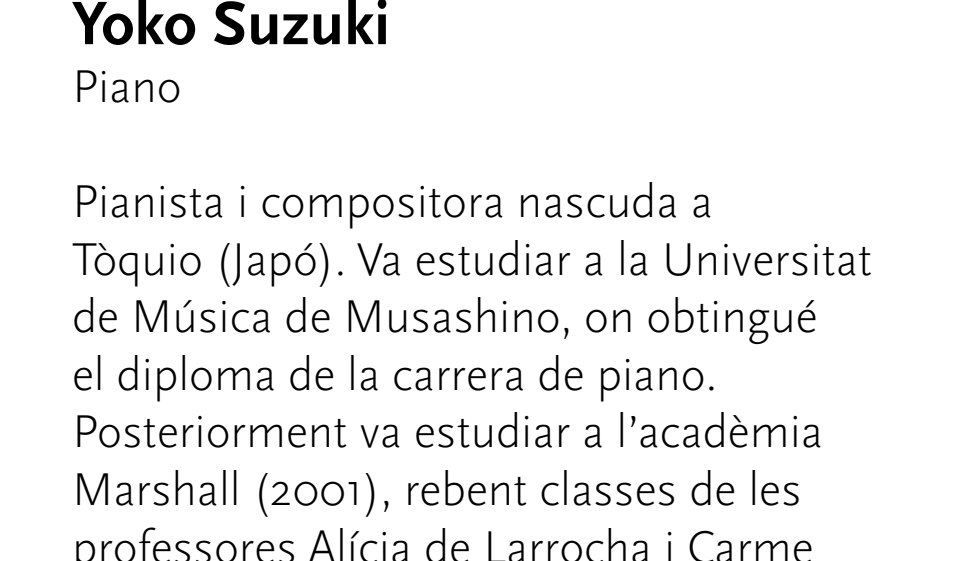 Yoko Suzuki
Piano
Pianista i compositora nascuda a
Tòquio (Japó). Va estudiar a la Universitat
de Música de Musashino, on obtingué
el diploma de la carrera de piano.
Posteriorment va estudiar a l’acadèmia
Marshall (2001), rebent classes de les
professores Alícia de Larrocha i Carme